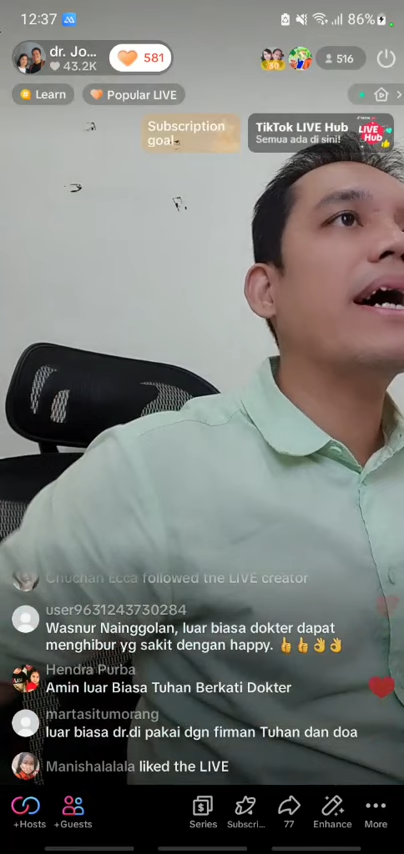 12:37
86%
dr. Jo...
43.2K
581
30
516
Learn
Popular LIVE
Subscription
goal
TikTok LIVE Hub
Semua ada di sini!
LIVE
Hub
Chuchan Ecca followed the LIVE creator
user9631243730284
Wasnur Nainggolan, luar biasa dokter dapat
menghibur yg sakit dengan happy. 👍👍👌👌
Hendra Purba
Amin luar Biasa Tuhan Berkati Dokter
martasitumorang
luar biasa dr.di pakai dgn firman Tuhan dan doa
Manishalalala liked the LIVE
+Hosts
+Guests
Series
Subscri...
77
Enhance
More